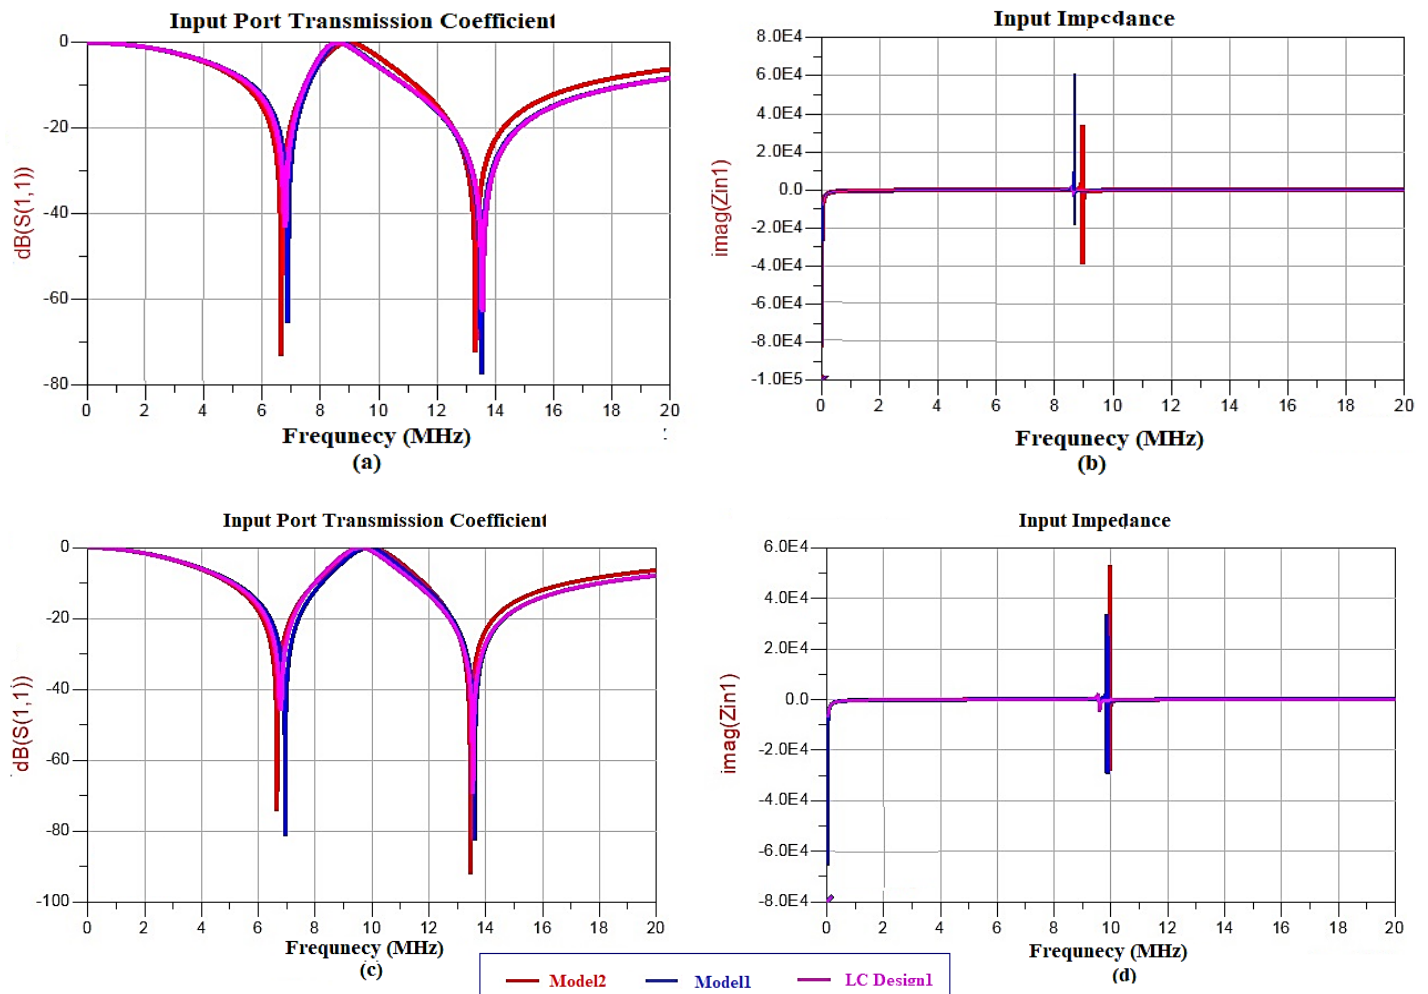 Input Port Transmission Coefficient
0
-20
-40
-60
-80
dB(S(1,1))
0 2 4 6 8 10 12 14 16 18 20
Frequnecy (MHz)
(a)
Input Impedance
8.0E4
6.0E4
4.0E4
2.0E4
0.0
-2.0E4
-4.0E4
-6.0E4
-8.0E4
-1.0E5
imag(Zin1)
0 2 4 6 8 10 12 14 16 18 20
Frequnecy (MHz)
(b)
Input Port Transmission Coefficient
0
-20
-40
-60
-80
-100
dB(S(1,1))
0 2 4 6 8 10 12 14 16 18 20
Frequnecy (MHz)
(c)
Input Impedance
6.0E4
4.0E4
2.0E4
0.0
-2.0E4
-4.0E4
-6.0E4
-8.0E4
imag(Zin1)
0 2 4 6 8 10 12 14 16 18 20
Frequnecy (MHz)
(d)
Model2 Model1 LC Design1